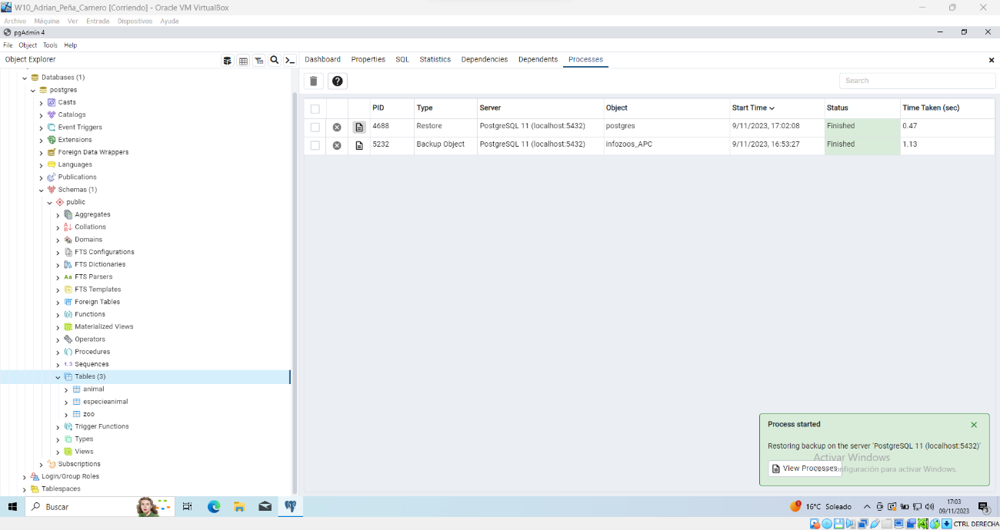 W10_Adrian_Peña_Carnero [Corriendo] - Oracle VM VirtualBox
Archivo Máquina Ver Entrada Dispositivos Ayuda
pgAdmin 4
File Object Tools Help
Object Explorer
Dashboard Properties SQL Statistics Dependencies Dependents Processes
Search
PID Type Server Object Start Time Status Time Taken (sec)
4688 Restore PostgreSQL 11 (localhost:5432) postgres 9/11/2023, 17:02:08 Finished 0.47
5232 Backup Object PostgreSQL 11 (localhost:5432) infozoos_APC 9/11/2023, 16:53:27 Finished 1.13
Databases (1)
postgres
Casts
Catalogs
Event Triggers
Extensions
Foreign Data Wrappers
Languages
Publications
Schemas (1)
public
Aggregates
Collations
Domains
FTS Configurations
FTS Dictionaries
Aa FTS Parsers
FTS Templates
Foreign Tables
Functions
Materialized Views
Operators
Procedures
1..3 Sequences
Tables (3)
animal
especieanimal
zoo
Trigger Functions
Types
Views
Subscriptions
Login/Group Roles
Tablespaces
Process started
Restoring backup on the server 'PostgreSQL 11 (localhost:5432)'
Activar Windows
View Processes
configuración para activar Windows.
Buscar
16°C Soleado
17:03
09/11/2023
3
CTRL DERECHA